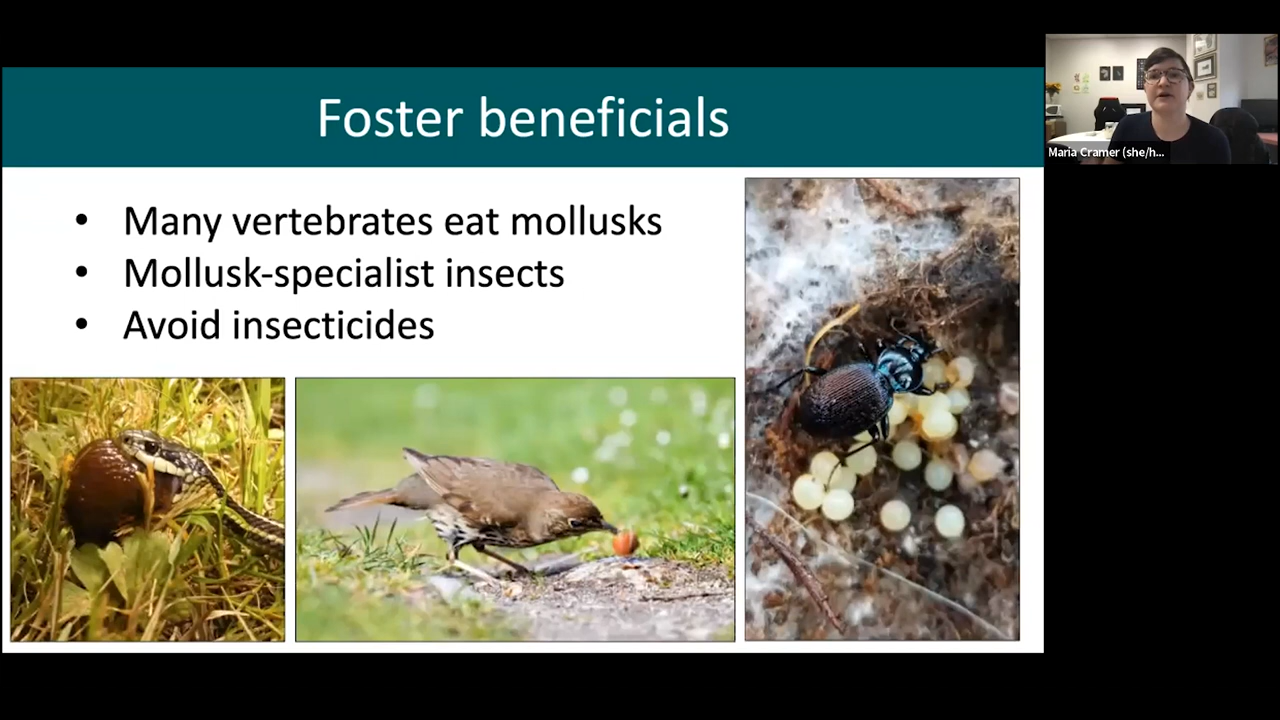 Foster beneficials
Many vertebrates eat mollusks
Mollusk-specialist insects
Avoid insecticides
Maria Cramer (she/h...